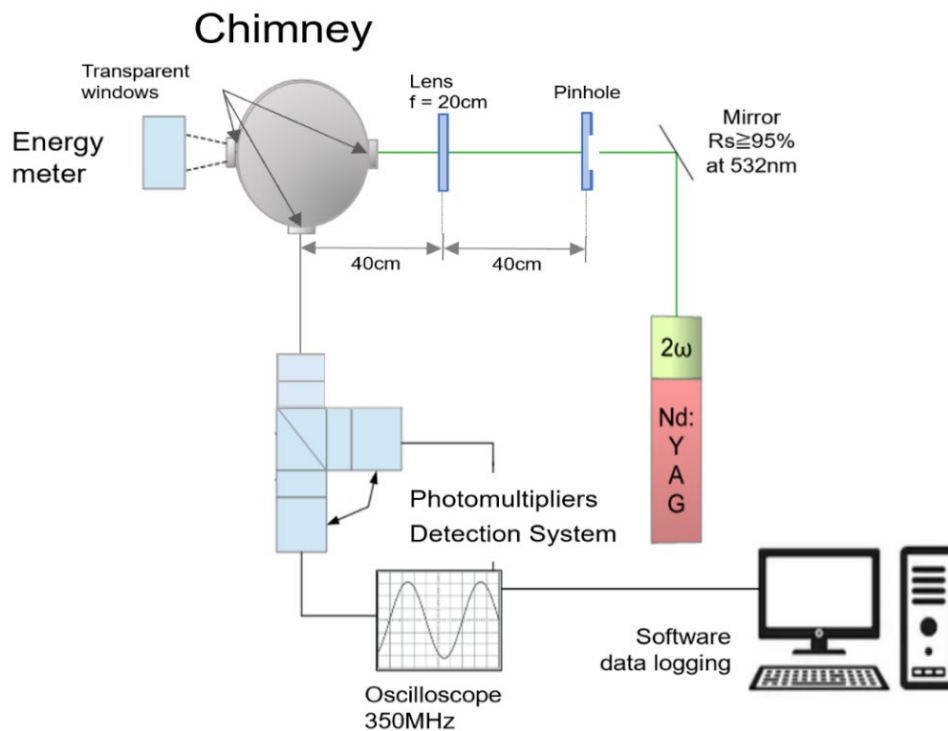 Chimney
Transparent
windows
Energy
meter
Lens
f = 20cm
Pinhole
Mirror
Rs≧95%
at 532nm
40cm
40cm
2ω
Nd:
Y
A
G
Photomultipliers
Detection System
Software
data logging
Oscilloscope
350MHz